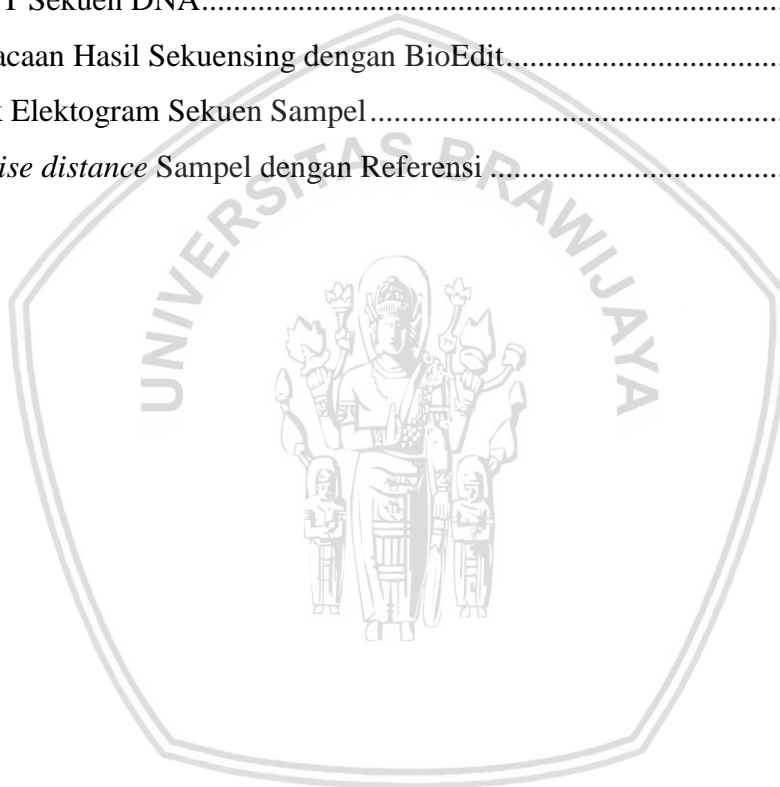 Sekuen DNA....................................................................
acaan Hasil Sekuensing dengan BioEdit....................................
Elektogram Sekuen Sampel....................................................
ise distance Sampel dengan Referensi ......................................
UNIVERSITAS BRAWIJAYA